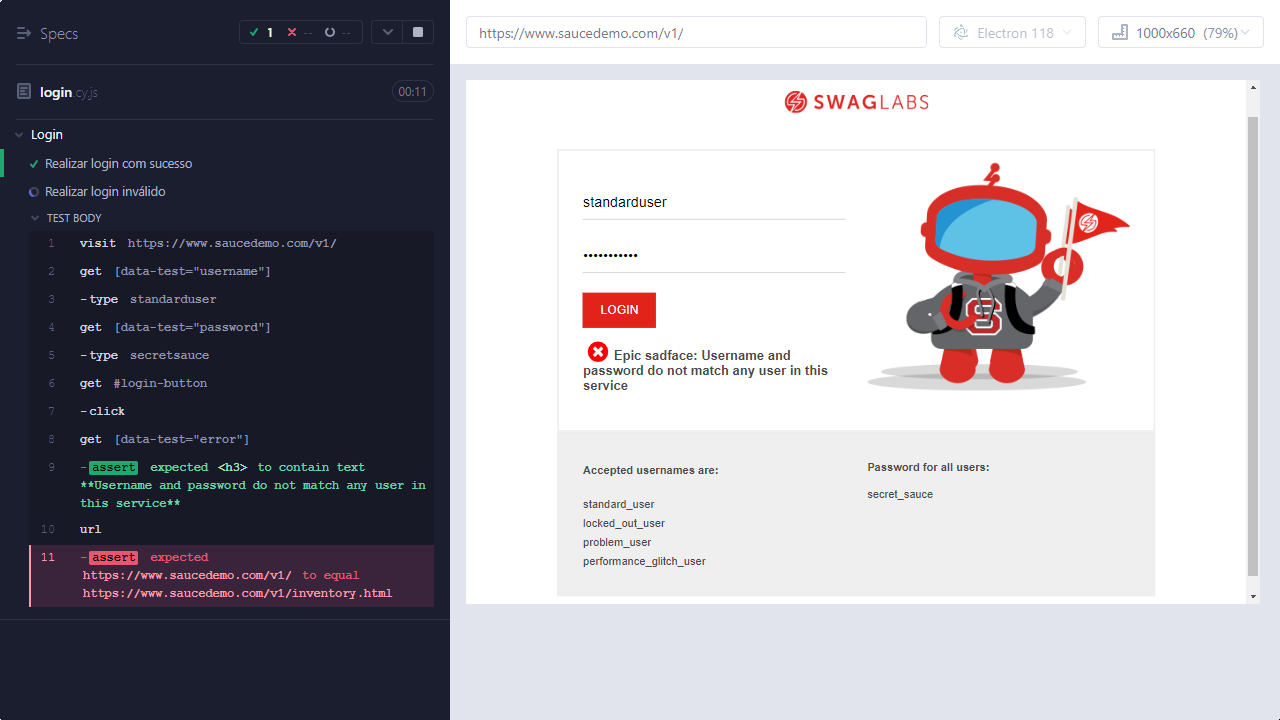 Specs
1
--
--
login.cy.js
00:11
Login
Realizar login com sucesso
Realizar login inválido
TEST BODY
1 visit https://www.saucedemo.com/v1/
2 get [data-test="username"]
3 -type standarduser
4 get [data-test="password"]
5 -type secretsauce
6 get #login-button
7 -click
8 get [data-test="error"]
9 -assert expected <h3> to contain text
**Username and password do not match any user in
this service**
10 url
11 -assert expected
https://www.saucedemo.com/v1/ to equal
https://www.saucedemo.com/v1/inventory.html
https://www.saucedemo.com/v1/
Electron 118
1000x660 (79%)
SWAGLABS
standarduser
•••••••••••
LOGIN
Epic sadface: Username and
password do not match any user in this
service
S
Accepted usernames are:
standard_user
locked_out_user
problem_user
performance_glitch_user
Password for all users:
secret_sauce